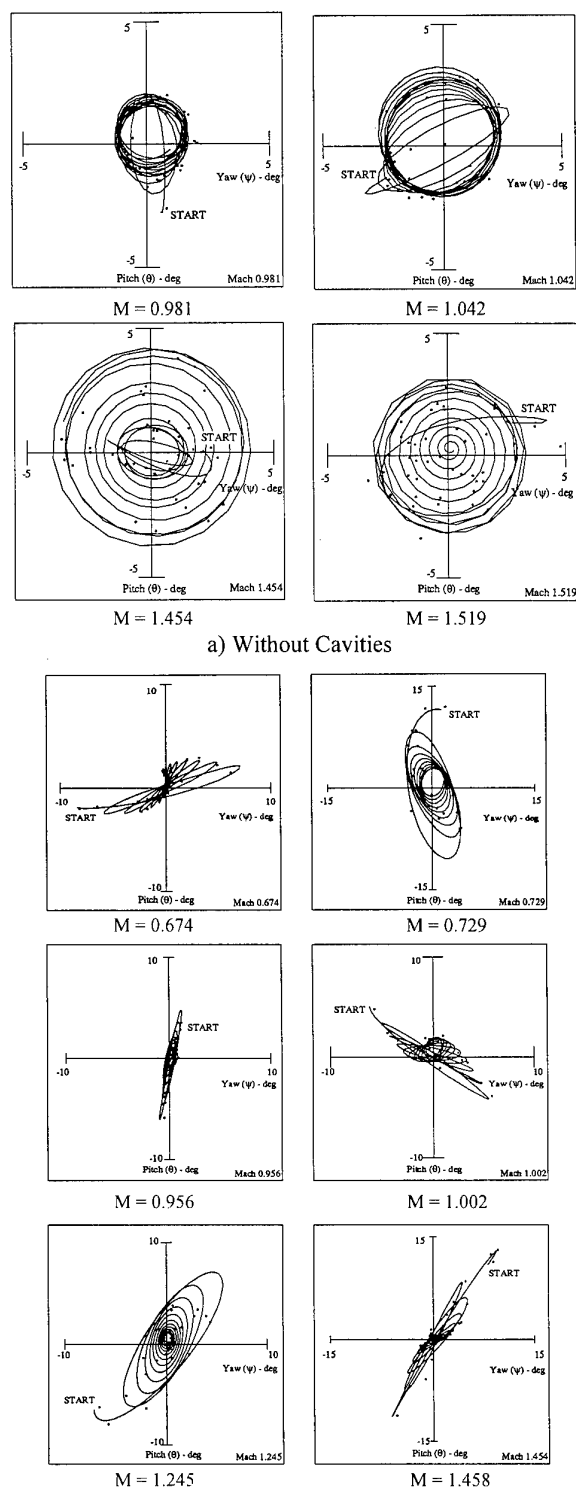 5
5
-5
5
-5
5
Yaw (ψ) - deg
START
START
Yaw (ψ) - deg
-5
-5
Pitch (θ) - deg
Mach 0.981
Pitch (θ) - deg
Mach 1.042
M = 0.981
M = 1.042
5
5
START
START
-5
5
-5
5
Yaw (ψ) - deg
Yaw (ψ) - deg
-5
-5
Pitch (θ) - deg
Mach 1.454
Pitch (θ) - deg
Mach 1.519
M = 1.454
M = 1.519
a) Without Cavities
10
15
START
-10
10
-15
15
START
Yaw (ψ) - deg
Yaw (ψ) - deg
-10
-15
Pitch (θ) - deg
Mach 0.674
Pitch (θ) - deg
Mach 0.729
M = 0.674
M = 0.729
10
10
START
START
-10
10
-10
10
Yaw (ψ) - deg
Yaw (ψ) - deg
-10
-10
Pitch (θ) - deg
Mach 0.956
Pitch (θ) - deg
Mach 1.002
M = 0.956
M = 1.002
10
15
START
-10
10
-15
15
Yaw (ψ) - deg
Yaw (ψ) - deg
START
-10
-15
Pitch (θ) - deg
Mach 1.245
Pitch (θ) - deg
Mach 1.454
M = 1.245
M = 1.458